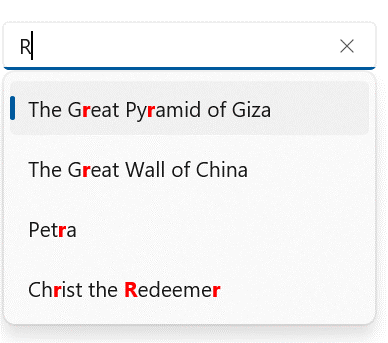 R
The Great Pyramid of Giza
The Great Wall of China
Petra
Christ the Redeemer